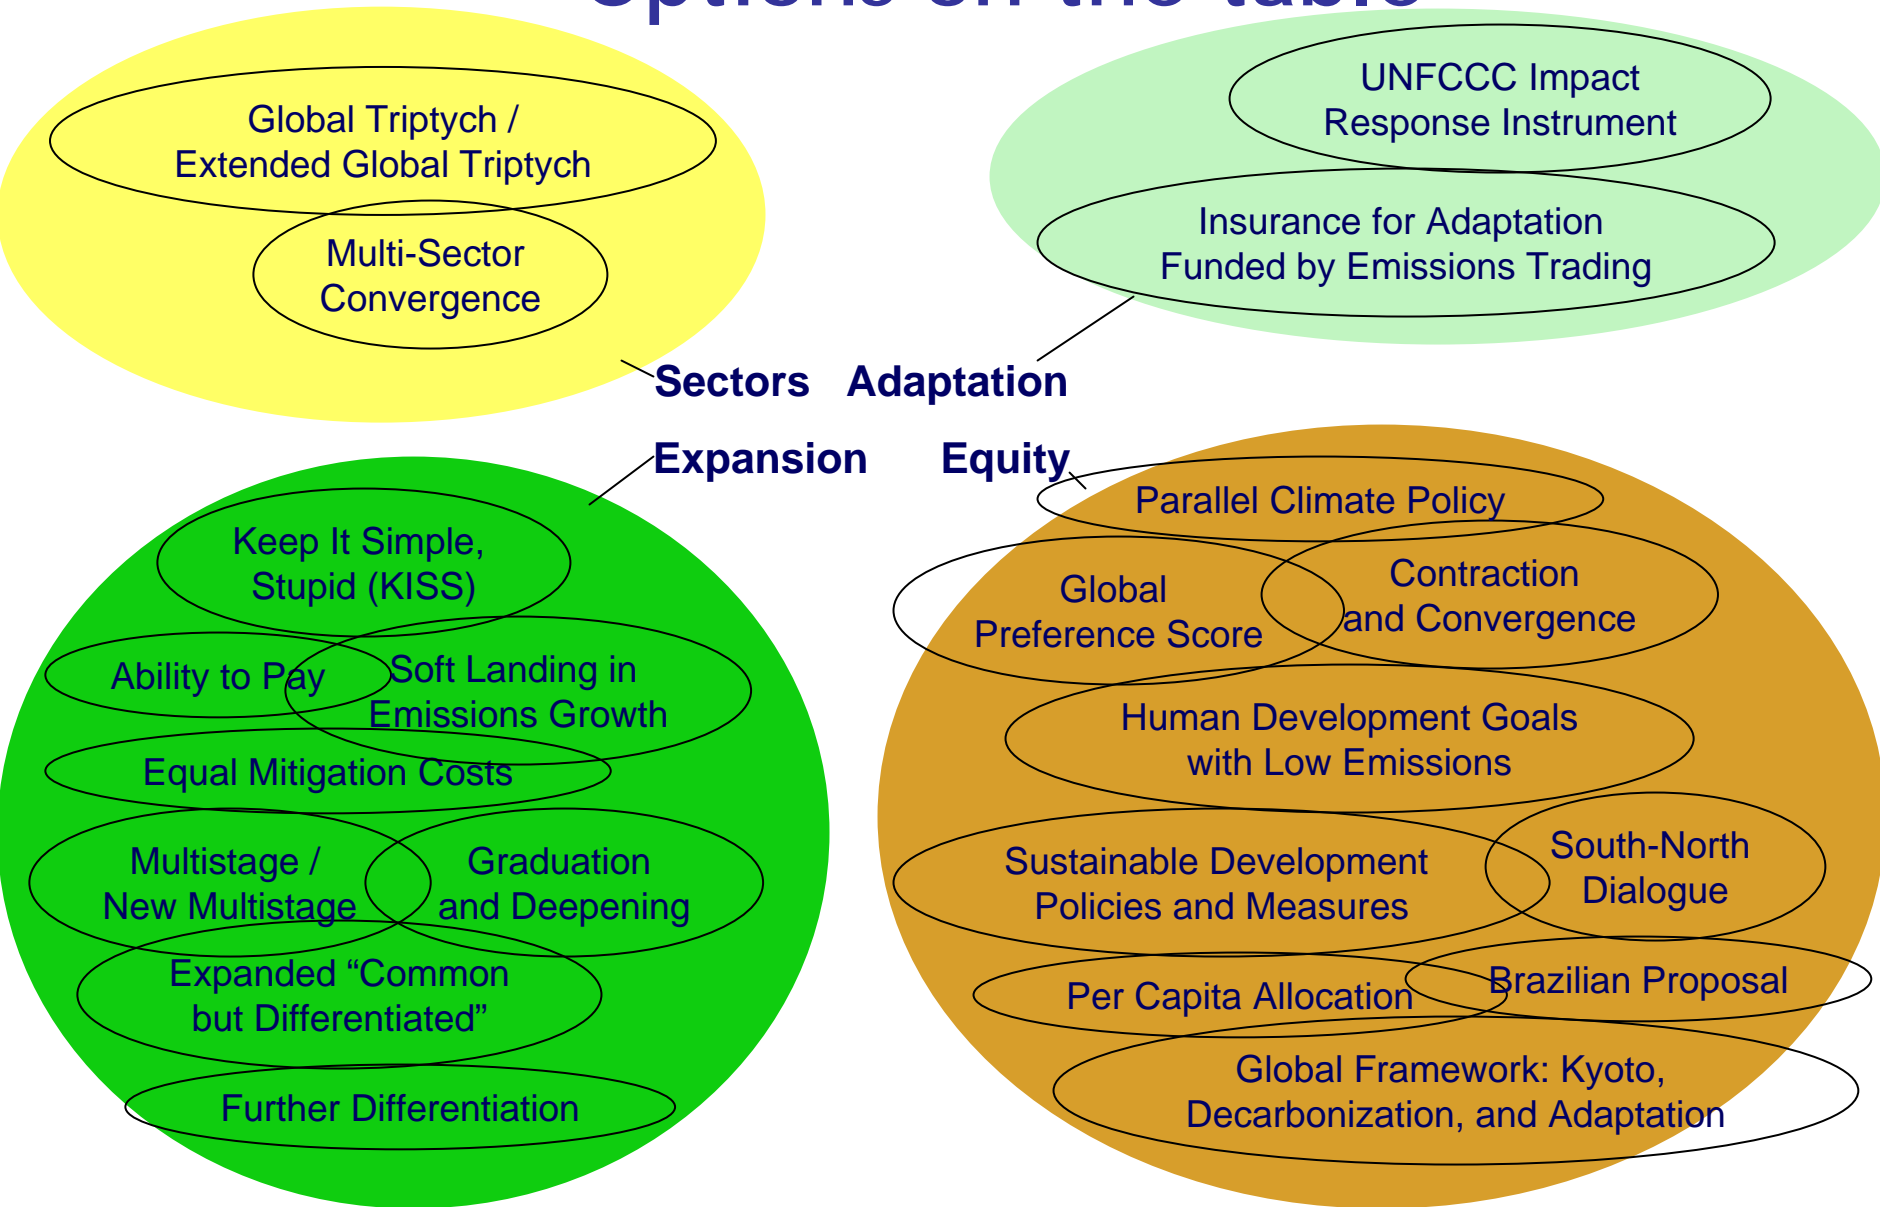 Options on the table
Global Triptych /
Extended Global Triptych
Multi-Sector
Convergence
UNFCCC Impact
Response Instrument
Insurance for Adaptation
Funded by Emissions Trading
Sectors Adaptation
Expansion Equity
Keep It Simple,
Stupid (KISS)
Ability to Pay
Soft Landing in
Emissions Growth
Equal Mitigation Costs
Multistage /
New Multistage
Graduation
and Deepening
Expanded “Common
but Differentiated”
Further Differentiation
Parallel Climate Policy
Global
Preference Score
Contraction
and Convergence
Human Development Goals
with Low Emissions
Sustainable Development
Policies and Measures
South-North
Dialogue
Per Capita Allocation
Brazilian Proposal
Global Framework: Kyoto,
Decarbonization, and Adaptation